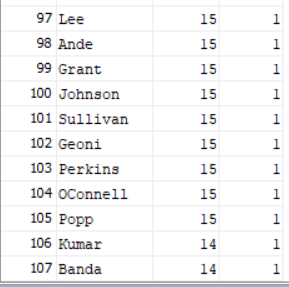 97 Lee 15 1
98 Ande 15 1
99 Grant 15 1
100 Johnson 15 1
101 Sullivan 15 1
102 Geoni 15 1
103 Perkins 15 1
104 OConnell 15 1
105 Popp 15 1
106 Kumar 14 1
107 Banda 14 1